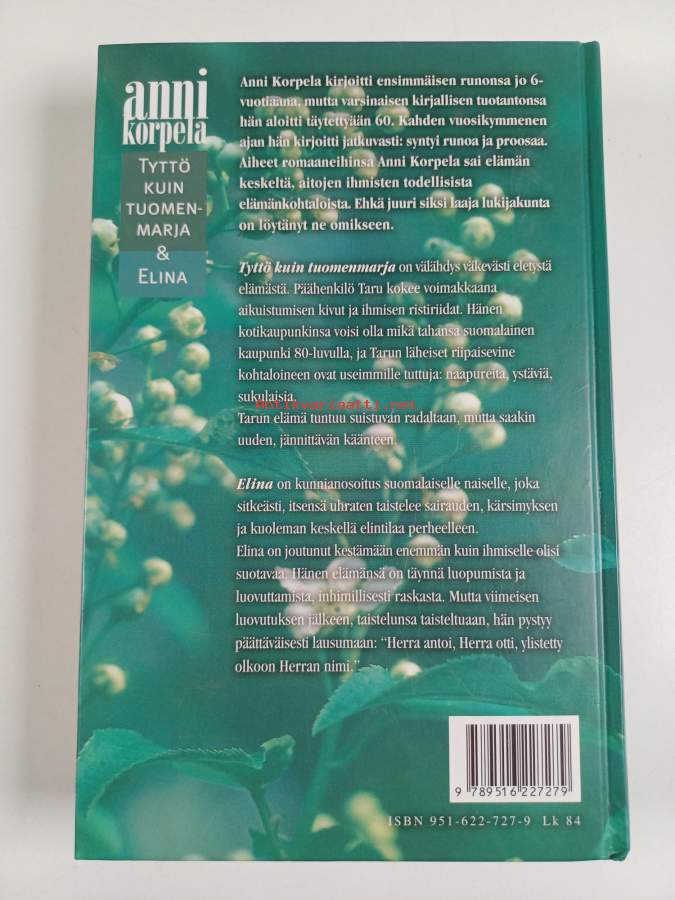 anni
korpela
TYTTÖ
KUIN
TUOMEN-
MARJA
&
ELINA
Anni Korpela kirjoitti ensimmäisen runonsa jo 6-
vuotiaana, mutta varsinaisen kirjallisen tuotantonsa
hän aloitti täytettyään 60. Kahden vuosikymmenen
ajan hän kirjoitti jatkuvasti: syntyi runoa ja proosaa.
Aiheet romaaneihinsa Anni Korpela sai elämän
keskeltä, aitojen ihmisten todellisista
elämänkohtaloista. Ehkä juuri siksi laaja lukijakunta
on löytänyt ne omikseen.
Tyttö kuin tuomenmarja on välähdys väkevästi eletystä
elämästä. Päähenkilö Taru kokee voimakkaana
aikuistumisen kivut ja ihmisen ristiriidat. Hänen
kotikaupunkinsa voisi olla mikä tahansa suomalainen
kaupunki 80-luvulla, ja Tarun läheiset riipaisevine
kohtaloineen ovat useimmille tuttuja: naapureita, ystäviä,
sukulaisia.
Antikvariaatti.net
Tarun elämä tuntuu suistuvan radaltaan, mutta saakin
uuden, jännittävän käänteen.
Elina on kunnianosoitus suomalaiselle naiselle, joka
sitkeästi, itsensä uhraten taistelee sairauden, kärsimyksen
ja kuoleman keskellä elintilaa perheelleen.
Elina on joutunut kestämään enemmän kuin ihmiselle olisi
suotavaa. Hänen elämänsä on täynnä luopumista ja
luovuttamista, inhimillisesti raskasta. Mutta viimeisen
luovutuksen jälkeen, taistelunsa taisteltuaan, hän pystyy
päättäväisesti lausumaan: “Herra antoi, Herra otti, ylistetty
olkoon Herran nimi.”
9 789516 227279
ISBN 951-622-727-9 Lk 84